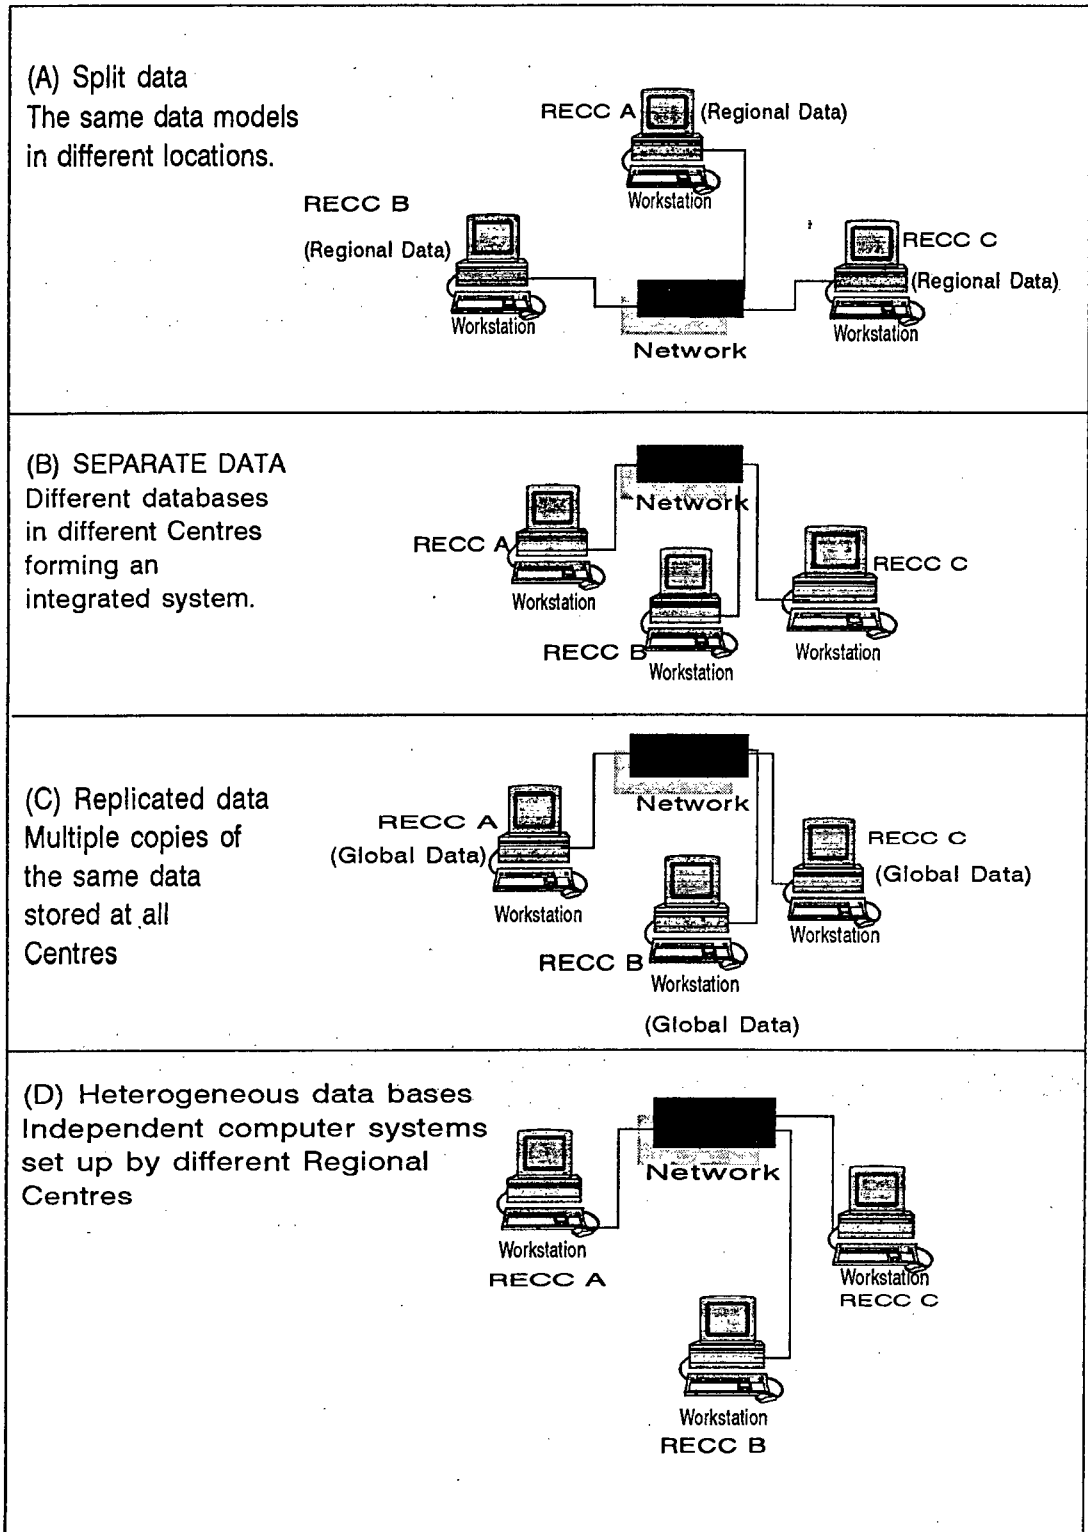 (A) Split data
The same data models
in different locations.
RECC A
(Regional Data)
Workstation
RECC B
(Regional Data)
Workstation
RECC C
(Regional Data)
Workstation
Network
(B) SEPARATE DATA
Different databases
in different Centres
forming an
integrated system.
Network
RECC A
Workstation
RECC B
Workstation
RECC C
Workstation
(C) Replicated data
Multiple copies of
the same data
stored at all
Centres
Network
RECC A
(Global Data)
Workstation
RECC B
Workstation
(Global Data)
RECC C
(Global Data)
Workstation
(D) Heterogeneous data bases
Independent computer systems
set up by different Regional
Centres
Network
Workstation
RECC A
Workstation
RECC C
Workstation
RECC B